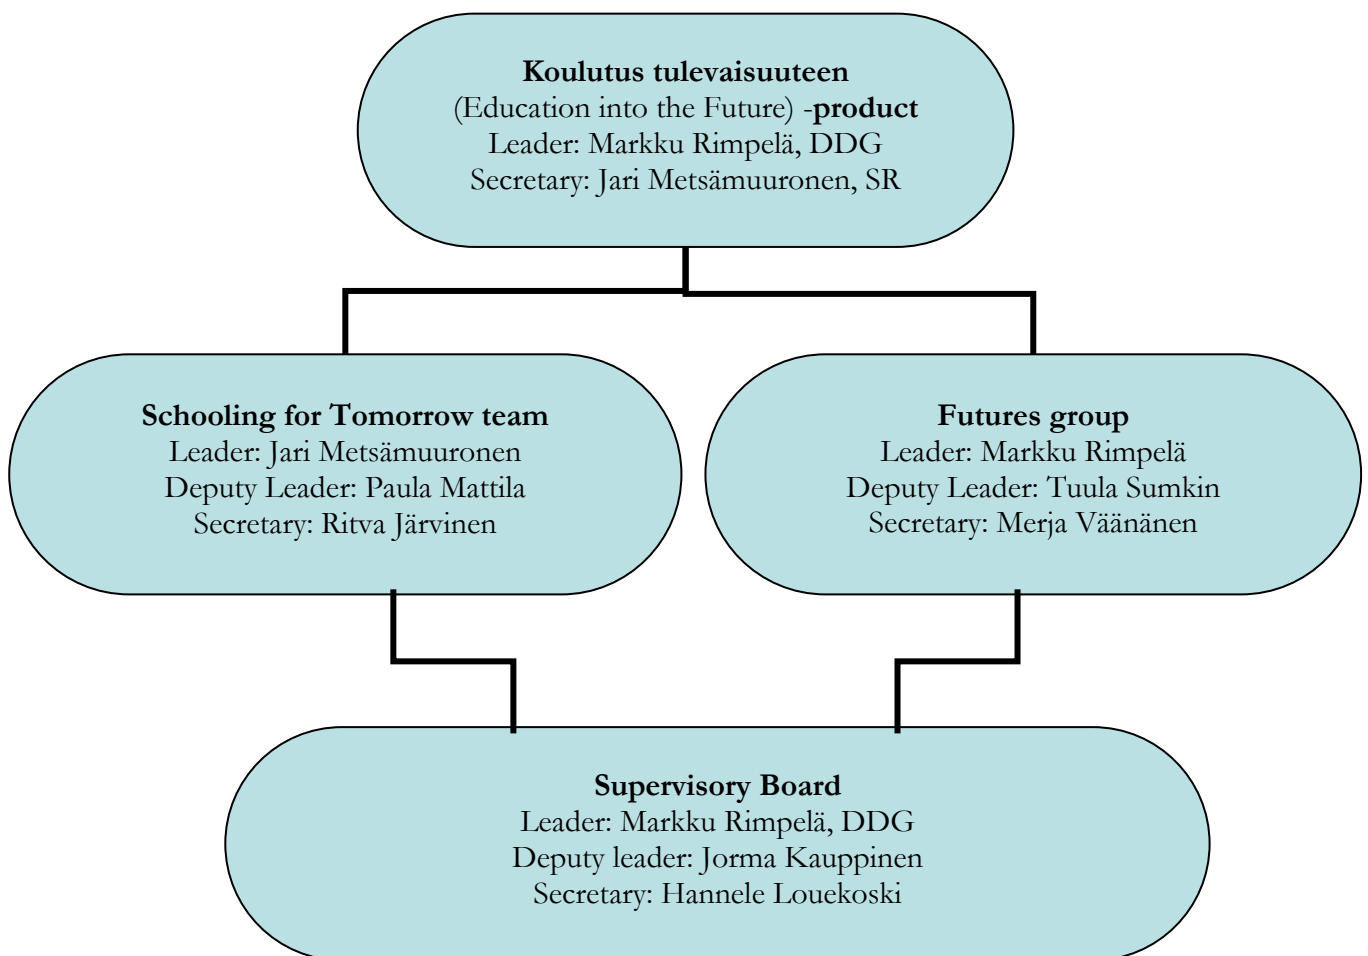 Koulutus tulevaisuuteen
(Education into the Future) -product
Leader: Markku Rimpelä, DDG
Secretary: Jari Metsämuuronen, SR
Schooling for Tomorrow team
Leader: Jari Metsämuuronen
Deputy Leader: Paula Mattila
Secretary: Ritva Järvinen
Futures group
Leader: Markku Rimpelä
Deputy Leader: Tuula Sumkin
Secretary: Merja Väänänen
Supervisory Board
Leader: Markku Rimpelä, DDG
Deputy leader: Jorma Kauppinen
Secretary: Hannele Louekoski